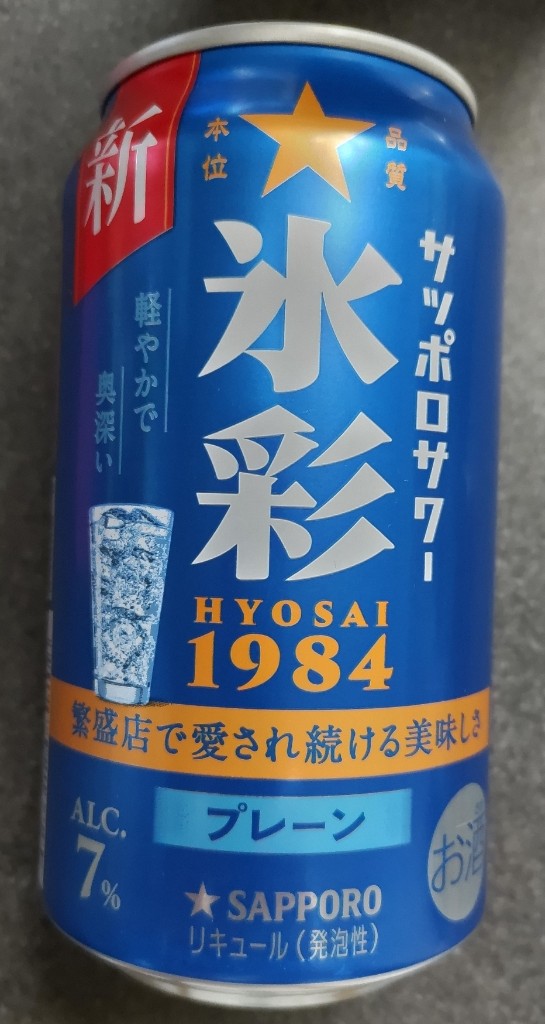 新
品質
本位
サッポロサワー
氷彩
HYOSAI
1984
軽やかで
奥深い
繁盛店で愛され続ける美味しさ
プレーン
ALC.
7%
お酒
SAPPORO
リキュール(発泡性)